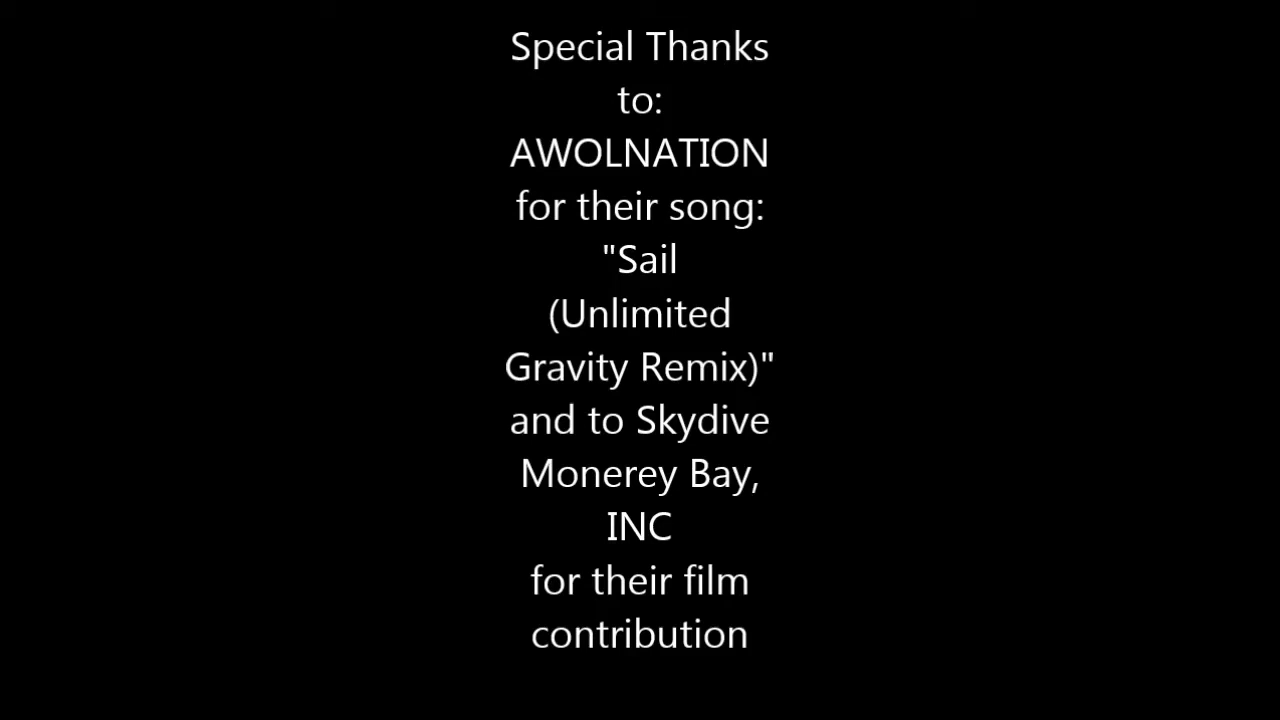 Special Thanks
to:
AWOLNATION
for their song:
"Sail
(Unlimited
Gravity Remix)"
and to Skydive
Monerey Bay,
INC
for their film
contribution